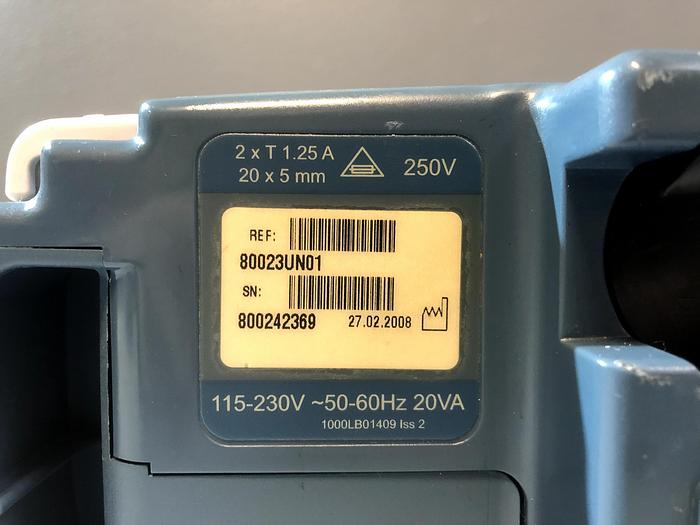 2 x T 1.25 A
20 x 5 mm
250V
REF:
80023UN01
SN:
800242369
27.02.2008
115-230V ~50-60Hz 20VA
1000LB01409 Iss 2